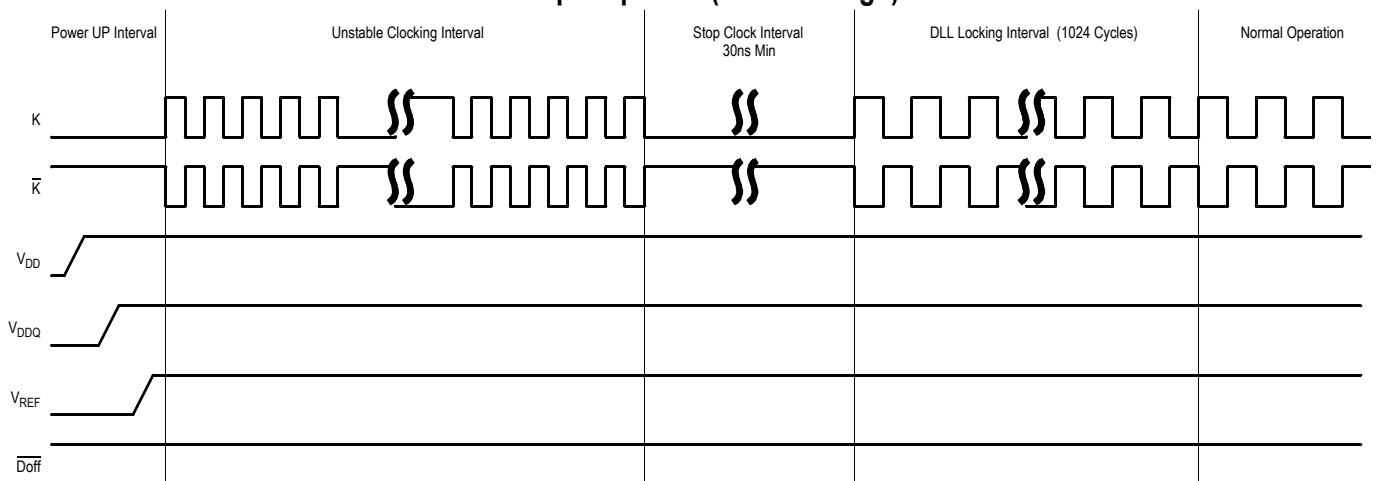 Power UP Interval
Unstable Clocking Interval
Stop Clock Interval
30ns Min
DLL Locking Interval (1024 Cycles)
Normal Operation
K
K̅
VDD
VDDQ
VREF
D̅o̅f̅f̅